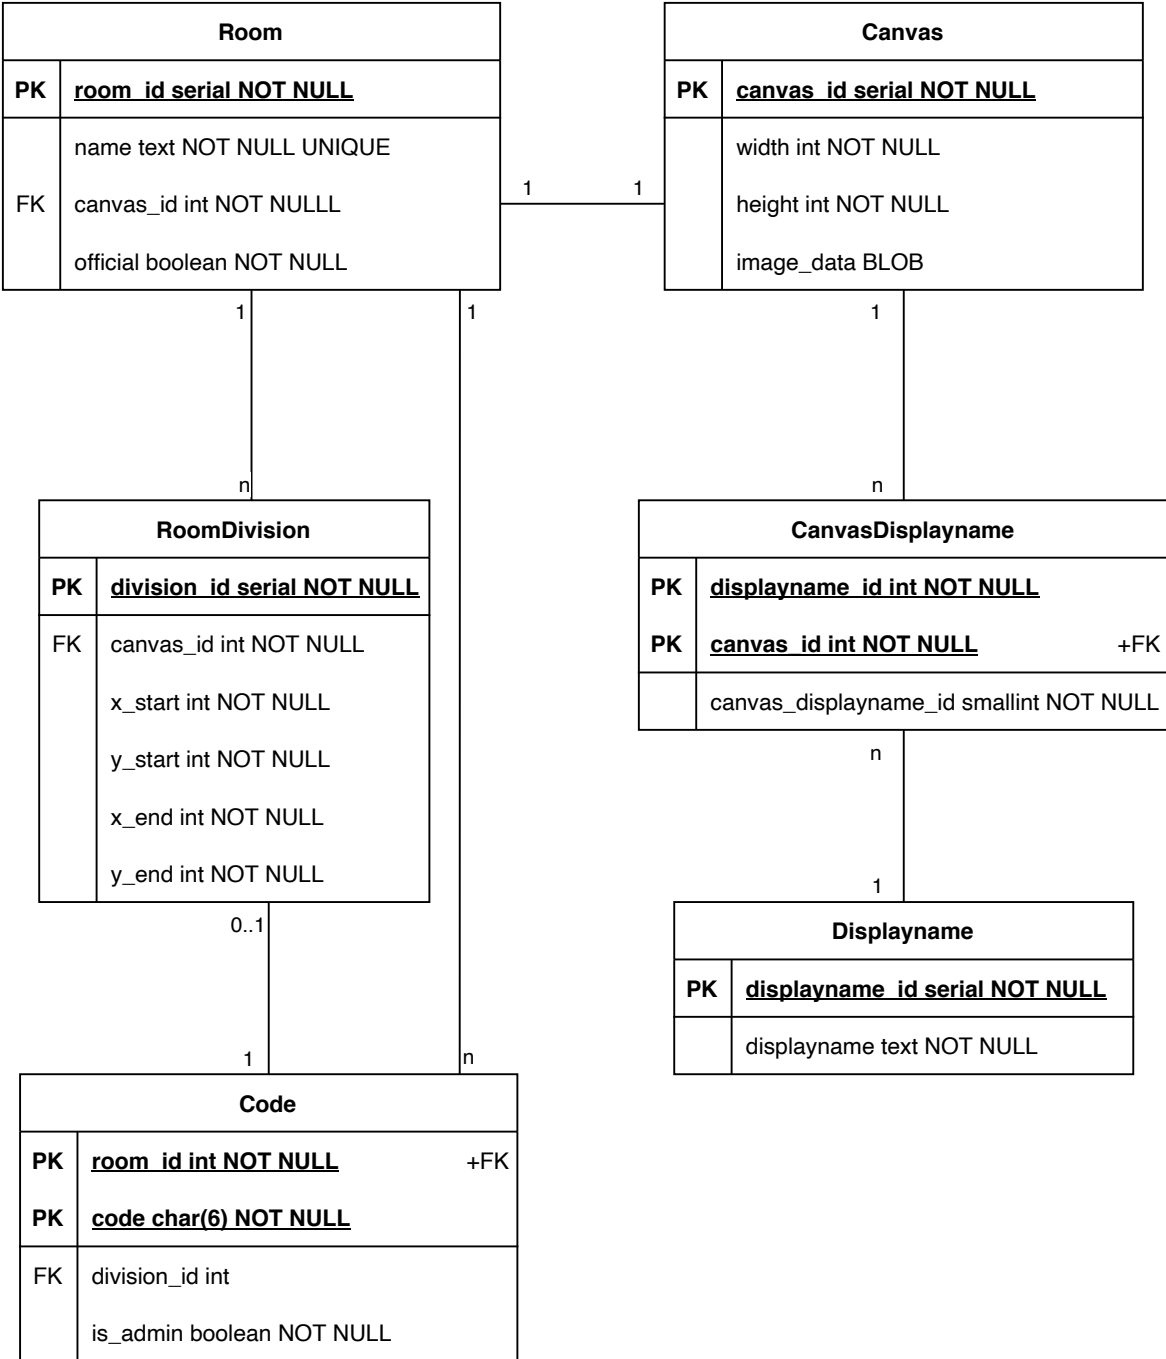 Room
PK room_id serial NOT NULL
name text NOT NULL UNIQUE
FK canvas_id int NOT NULLL
official boolean NOT NULL
Canvas
PK canvas_id serial NOT NULL
width int NOT NULL
height int NOT NULL
image_data BLOB
1 1
1
1
1
n
n
RoomDivision
PK division_id serial NOT NULL
FK canvas_id int NOT NULL
x_start int NOT NULL
y_start int NOT NULL
x_end int NOT NULL
y_end int NOT NULL
CanvasDisplayname
PK displayname_id int NOT NULL
PK canvas_id int NOT NULL +FK
canvas_displayname_id smallint NOT NULL
n
1
Displayname
PK displayname_id serial NOT NULL
displayname text NOT NULL
0..1
1
n
Code
PK room_id int NOT NULL +FK
PK code char(6) NOT NULL
FK division_id int
is_admin boolean NOT NULL